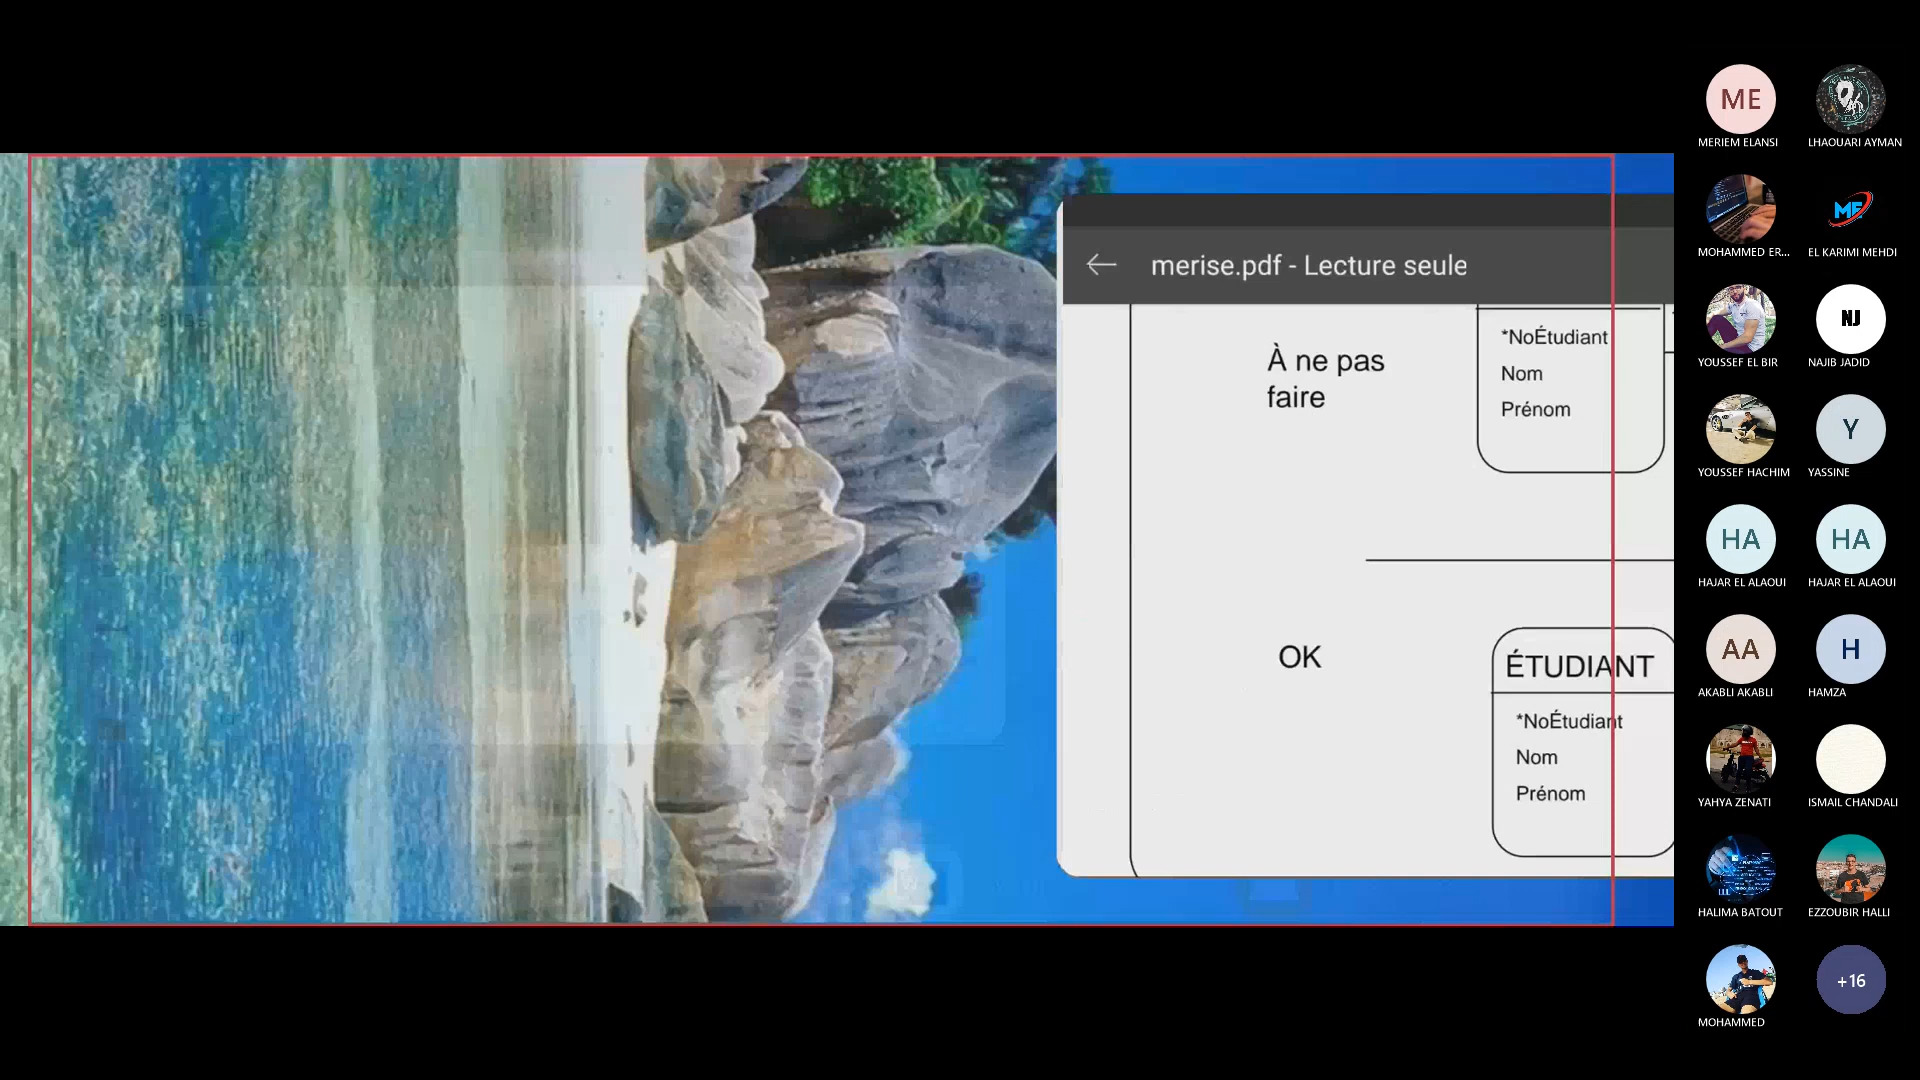 merise.pdf - Lecture seule
À ne pas
faire
*NoÉtudiant
Nom
Prénom
OK
ÉTUDIANT
*NoÉtudiant
Nom
Prénom
ME
MERIEM ELANSI
LHAOUARI AYMAN
MOHAMMED ER...
MF
EL KARIMI MEHDI
YOUSSEF EL BIR
NJ
NAJIB JADID
YOUSSEF HACHIM
Y
YASSINE
HA
HAJAR EL ALAOUI
HA
HAJAR EL ALAOUI
AA
AKABLI AKABLI
H
HAMZA
YAHYA ZENATI
ISMAIL CHANDALI
HALIMA BATOUT
EZZOUBIR HALLI
MOHAMMED
+16